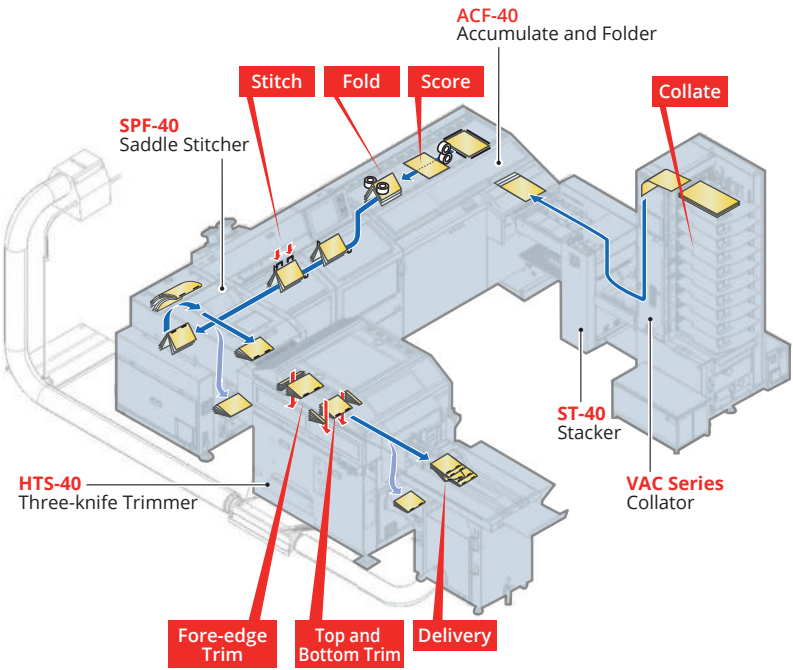 ACF-40
Accumulate and Folder
Stitch
Fold
Score
Collate
SPF-40
Saddle Stitcher
ST-40
Stacker
VAC Series
Collator
HTS-40
Three-knife Trimmer
Fore-edge
Trim
Top and
Bottom Trim
Delivery